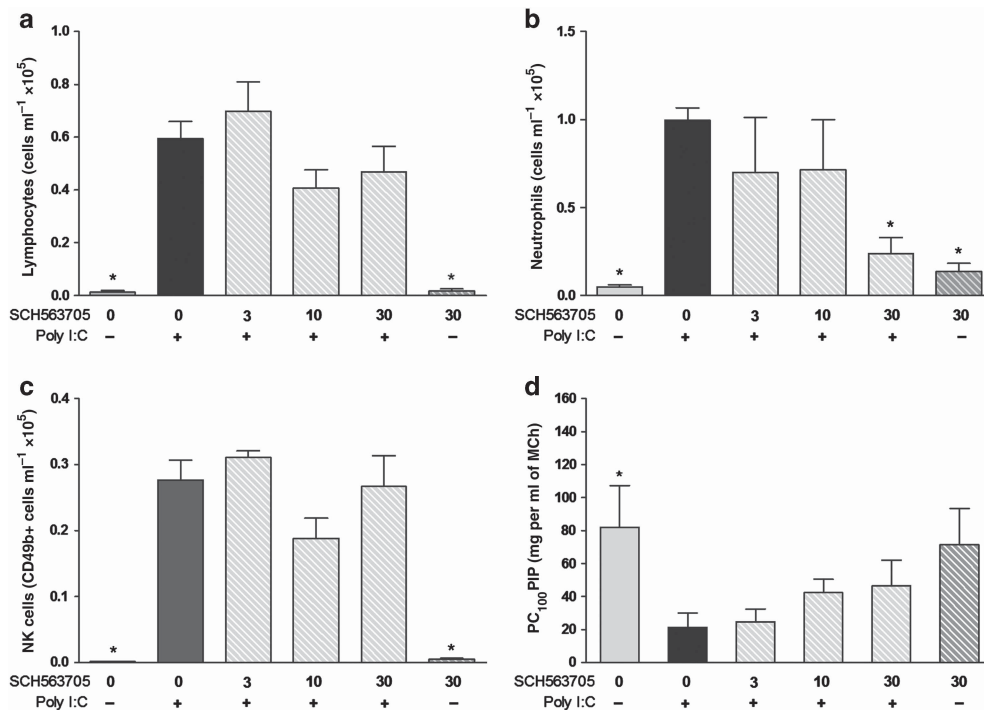 a
Lymphocytes (cells ml⁻¹ ×10⁵)
1.0
0.8
0.6
0.4
0.2
0.0
* *
SCH563705 0 0 3 10 30 30
Poly I:C – + + + + –
b
Neutrophils (cells ml⁻¹ ×10⁵)
1.5
1.0
0.5
0.0
* * *
SCH563705 0 0 3 10 30 30
Poly I:C – + + + + –
c
NK cells (CD49b+ cells ml⁻¹ ×10⁵)
0.4
0.3
0.2
0.1
0.0
* *
SCH563705 0 0 3 10 30 30
Poly I:C – + + + + –
d
PC₁₀₀PIP (mg per ml of MCh)
160
140
120
100
80
60
40
20
0
*
SCH563705 0 0 3 10 30 30
Poly I:C – + + + + –